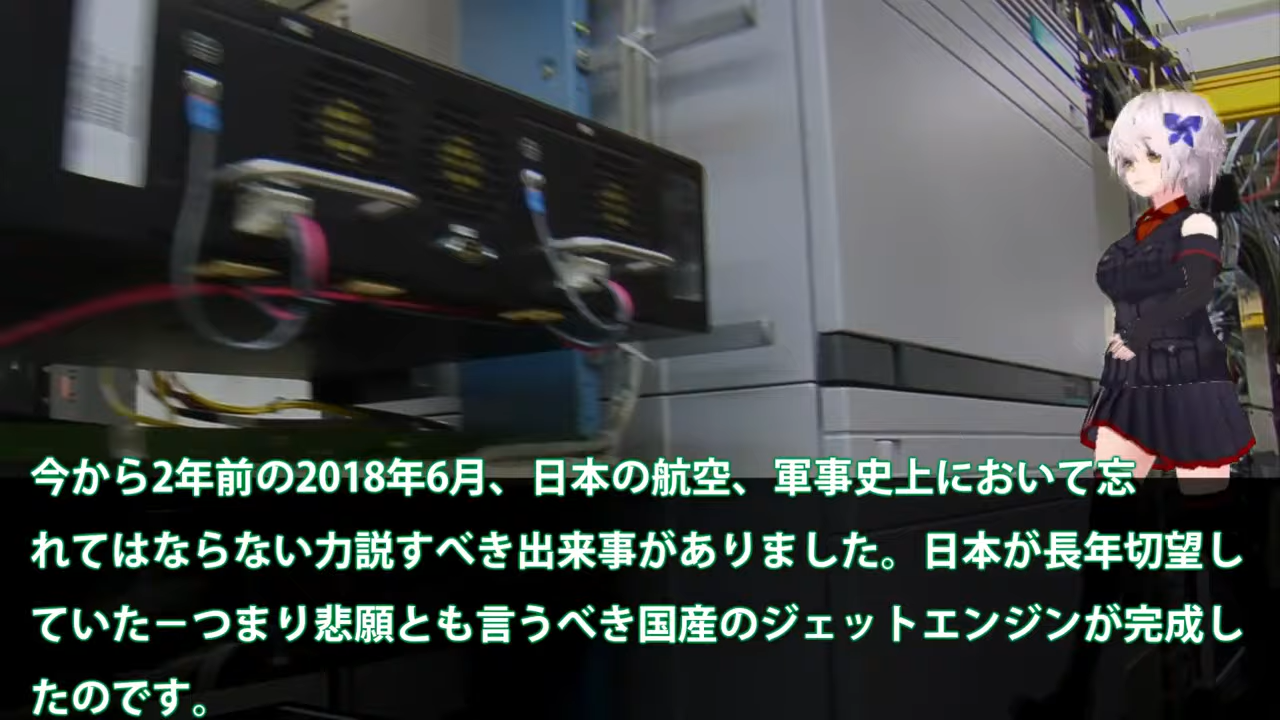 今から2年前の2018年6月、日本の航空、軍事史上において忘
れてはならない力説すべき出来事がありました。日本が長年切望し
ていた－つまり悲願とも言うべき国産のジェットエンジンが完成し
たのです。